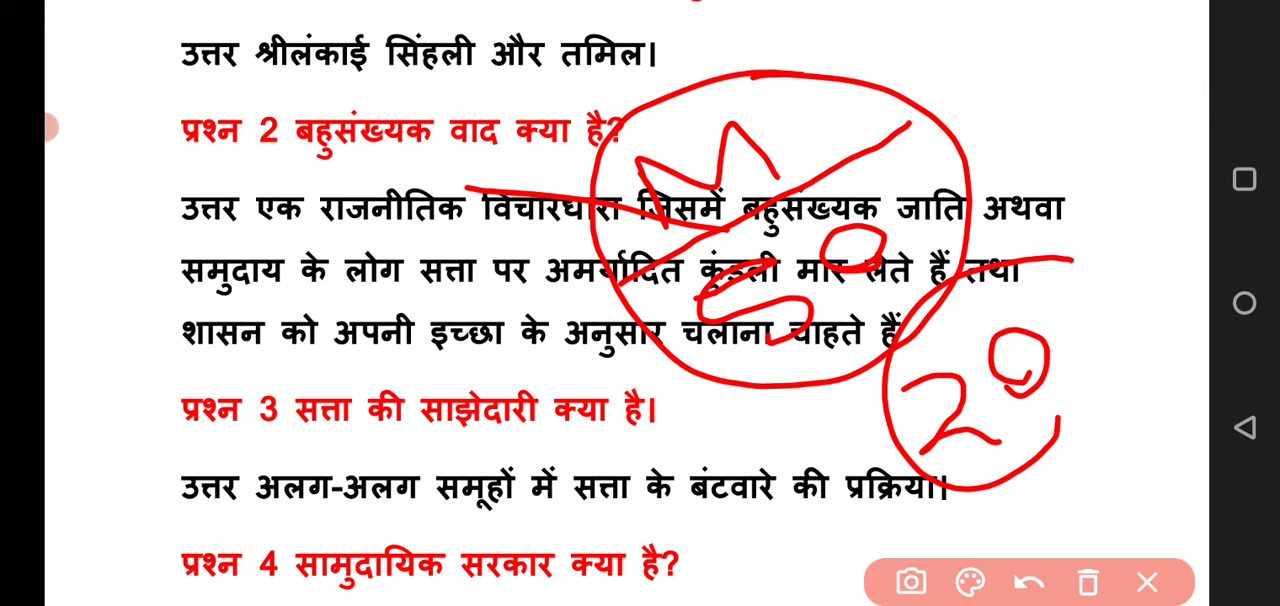 उत्तर श्रीलंकाई सिंहली और तमिल।
प्रश्न 2 बहुसंख्यक वाद क्या है?
उत्तर एक राजनीतिक विचारधारा जिसमें बहुसंख्यक जाति अथवा
समुदाय के लोग सत्ता पर अमर्यादित कुंडली मार लेते हैं तथा
शासन को अपनी इच्छा के अनुसार चलाना चाहते हैं
M
50
20
प्रश्न 3 सत्ता की साझेदारी क्या है।
उत्तर अलग-अलग समूहों में सत्ता के बंटवारे की प्रक्रिया।
प्रश्न 4 सामुदायिक सरकार क्या है?